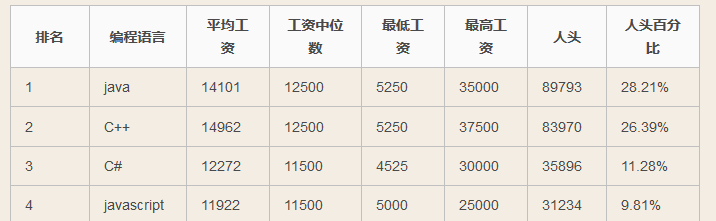 排名 编程语言 平均工资 工资中位数 最低工资 最高工资 人头 人头百分比
1 java 14101 12500 5250 35000 89793 28.21%
2 C++ 14962 12500 5250 37500 83970 26.39%
3 C# 12272 11500 4525 30000 35896 11.28%
4 javascript 11922 11500 5000 25000 31234 9.81%